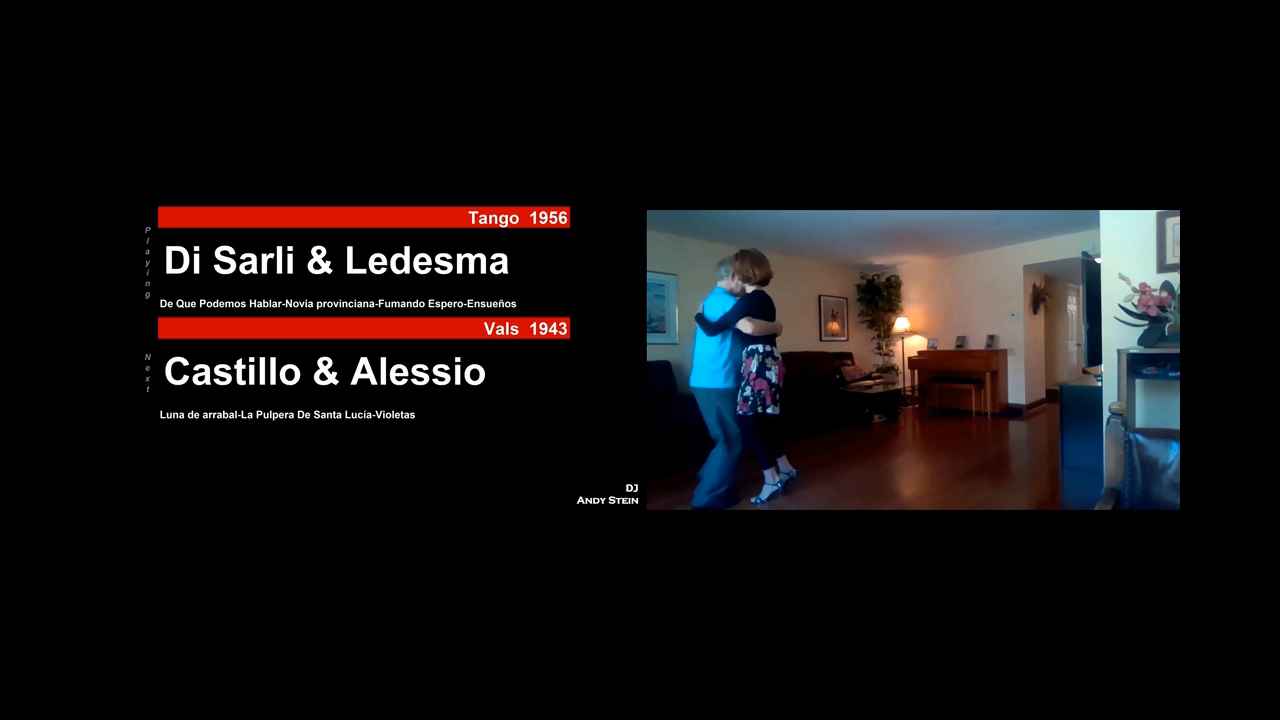 Playing
Tango 1956
Di Sarli & Ledesma
De Que Podemos Hablar-Novia provinciana-Fumando Espero-Ensueños
Next
Vals 1943
Castillo & Alessio
Luna de arrabal-La Pulpera De Santa Lucía-Violetas
DJ
ANDY STEIN